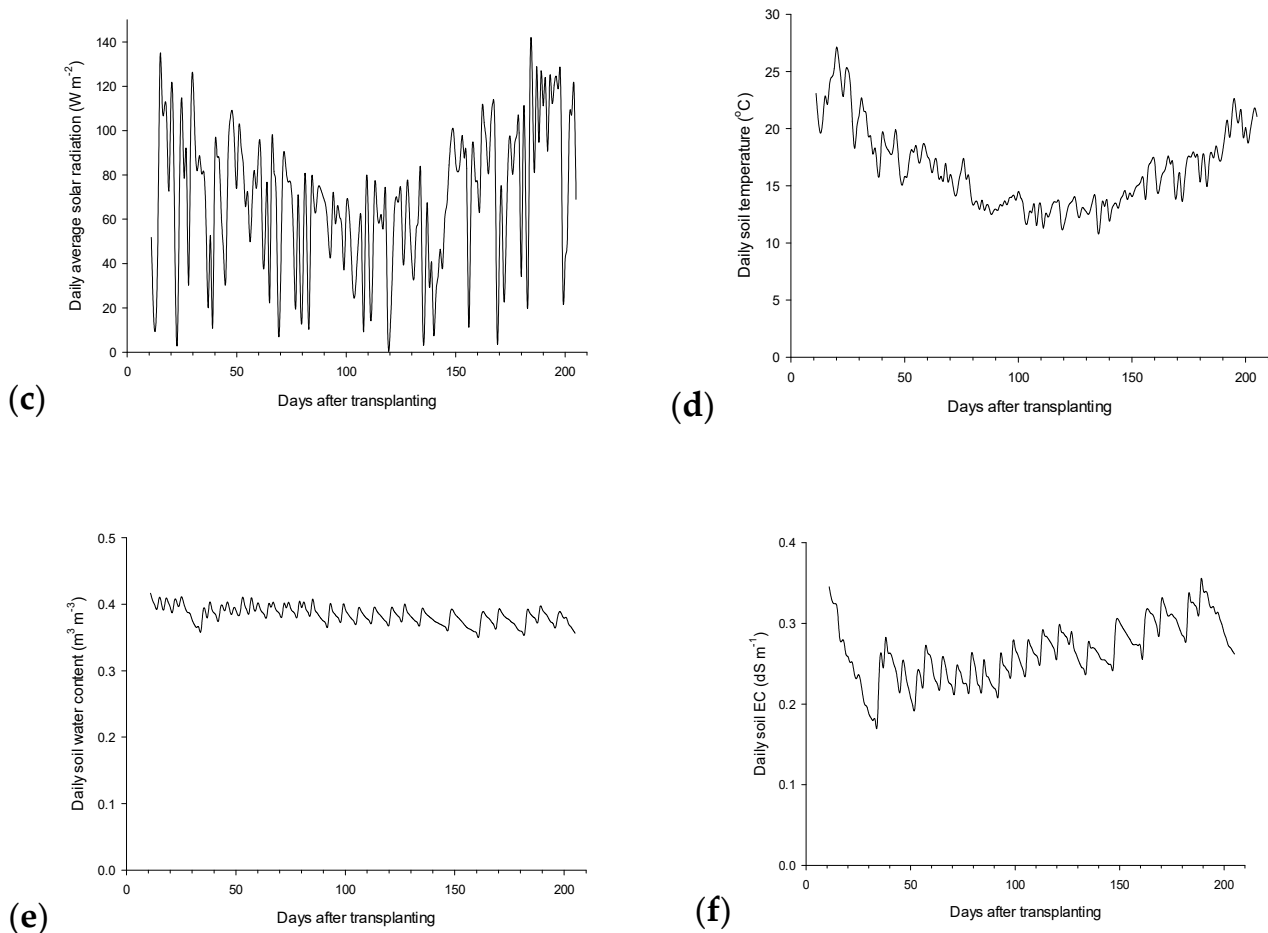 Daily average solar radiation (W m-2)
140
120
100
80
60
40
20
0
0 50 100 150 200
Days after transplanting
(c)
Daily soil temperature (oC)
30
25
20
15
10
5
0
0 50 100 150 200
Days after transplanting
(d)
Daily soil water content (m3 m-3)
0.5
0.4
0.3
0.2
0.1
0.0
0 50 100 150 200
Days after transplanting
(e)
Daily soil EC (dS m-1)
0.4
0.3
0.2
0.1
0.0
0 50 100 150 200
Days after transplanting
(f)